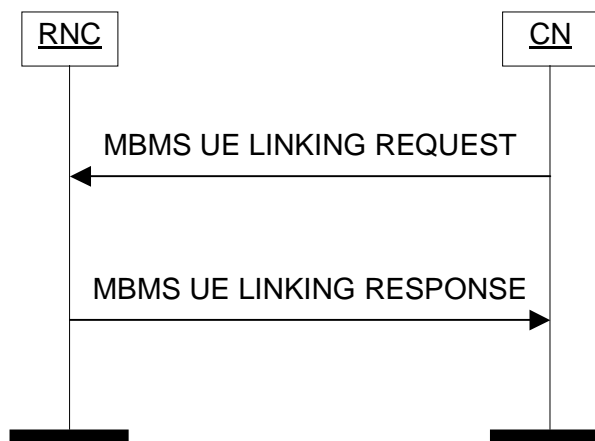 RNC
CN
MBMS UE LINKING REQUEST
MBMS UE LINKING RESPONSE